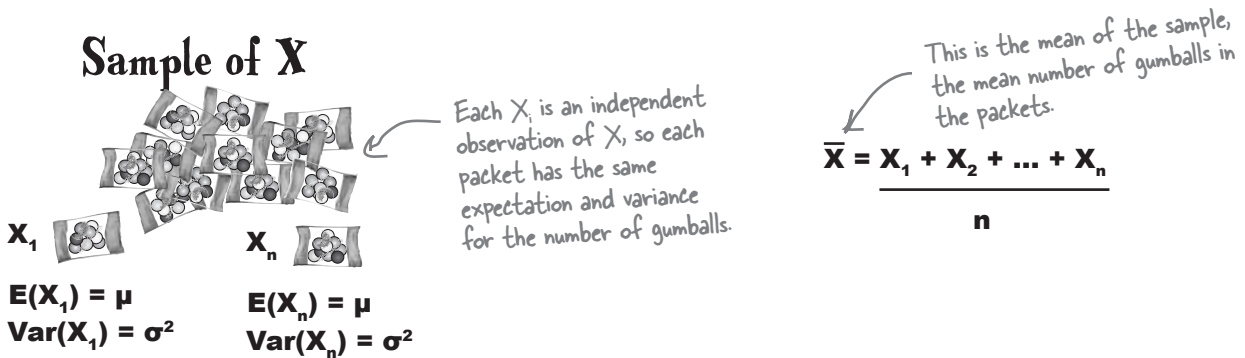 Sample of X
Each Xᵢ is an independent
observation of X, so each
packet has the same
expectation and variance
for the number of gumballs.
X₁
Xₙ
E(X₁) = μ
Var(X₁) = σ²
E(Xₙ) = μ
Var(Xₙ) = σ²
This is the mean of the sample,
the mean number of gumballs in
the packets.
X̄ = X₁ + X₂ + ... + Xₙ
n